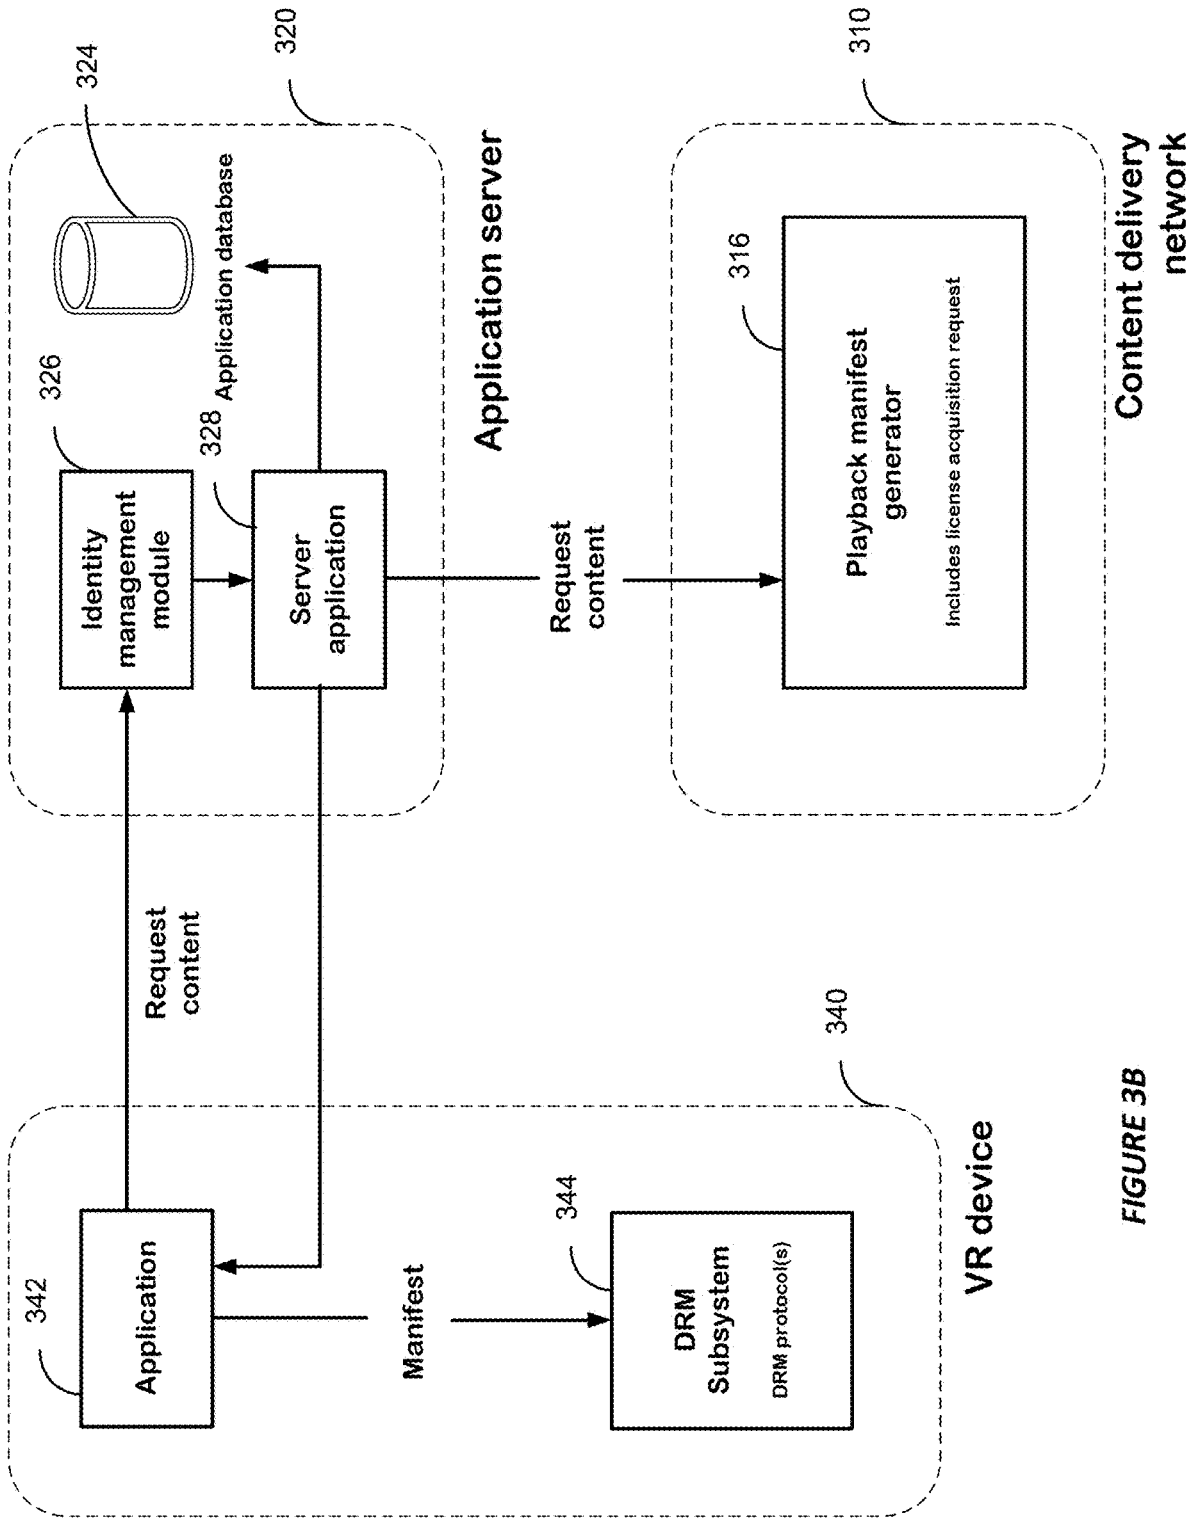 342
Application
Manifest
344
DRM
Subsystem
DRM protocol(s)
VR device
340
Request
content
326
Identity
management
module
328
Server
application
324
Application database
320
Application server
Request
content
316
Playback manifest
generator
Includes license acquisition request
310
Content delivery
network
FIGURE 3B